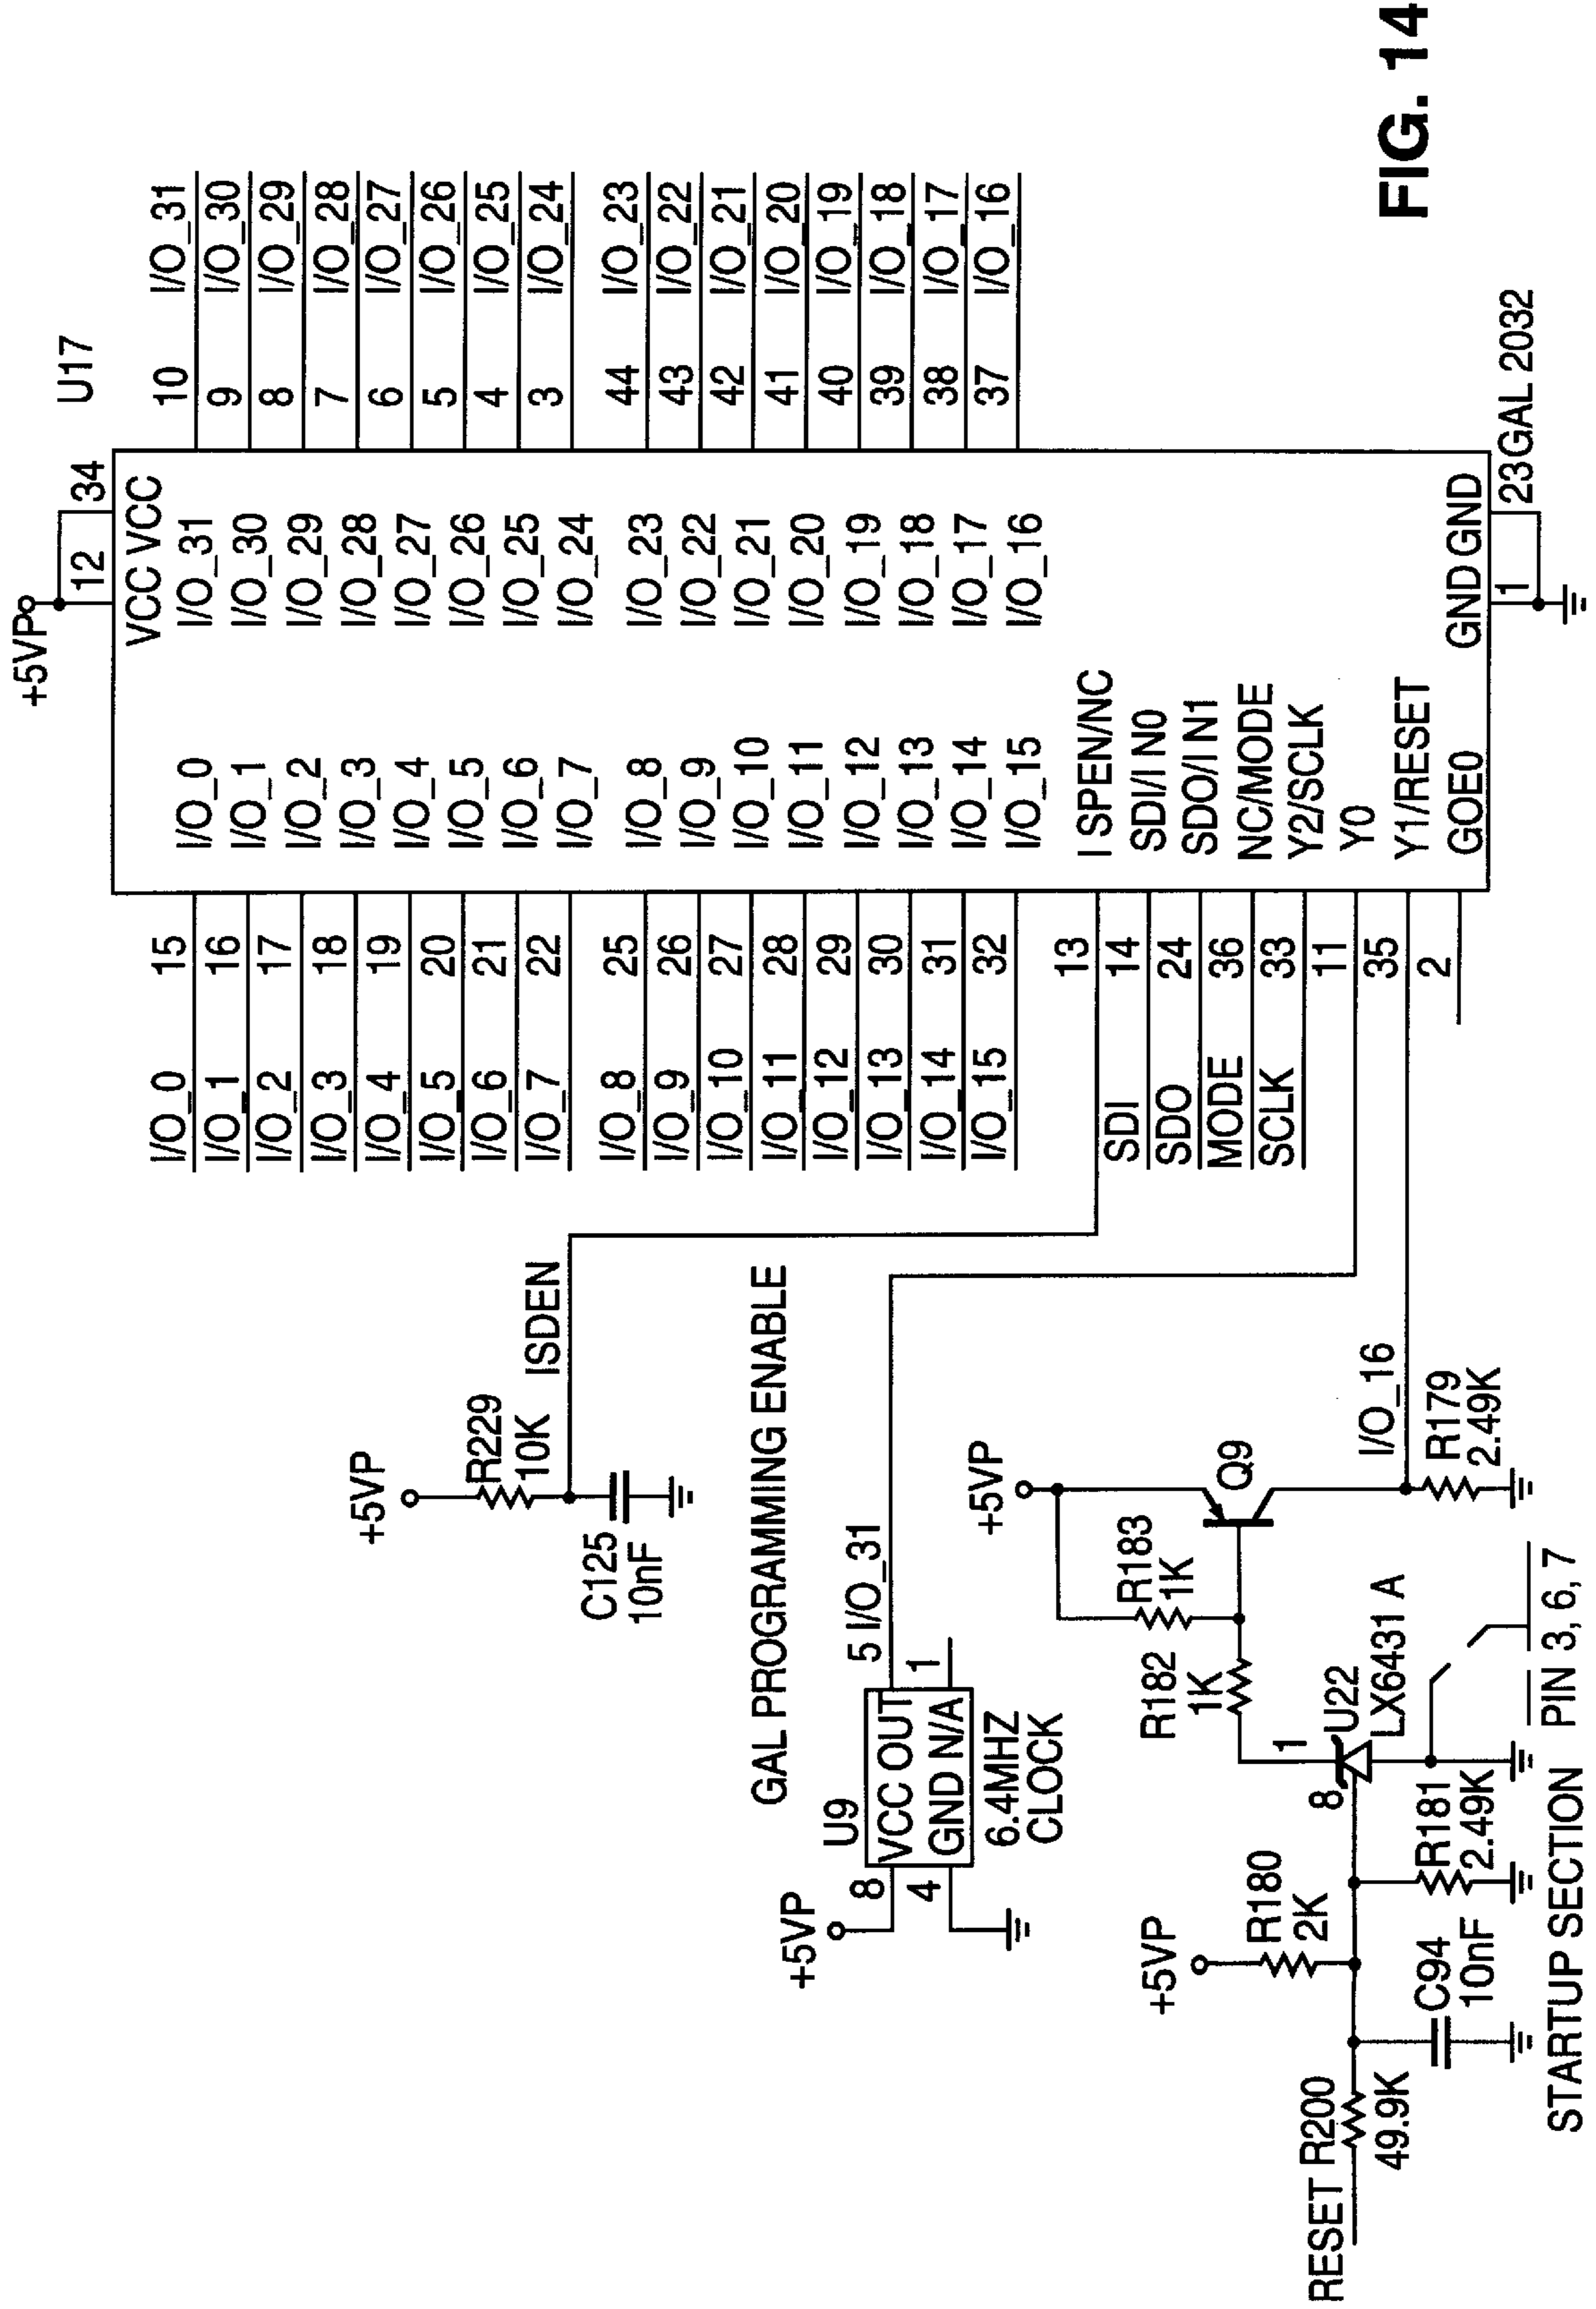 FIG. 14
U17
+5VP
12
34
VCC VCC
I/O_0 15 I/O_0 I/O_31 10 I/O_31
I/O_1 16 I/O_1 I/O_30 9 I/O_30
I/O_2 17 I/O_2 I/O_29 8 I/O_29
I/O_3 18 I/O_3 I/O_28 7 I/O_28
I/O_4 19 I/O_4 I/O_27 6 I/O_27
I/O_5 20 I/O_5 I/O_26 5 I/O_26
I/O_6 21 I/O_6 I/O_25 4 I/O_25
I/O_7 22 I/O_7 I/O_24 3 I/O_24
I/O_8 25 I/O_8 I/O_23 44 I/O_23
I/O_9 26 I/O_9 I/O_22 43 I/O_22
I/O_10 27 I/O_10 I/O_21 42 I/O_21
I/O_11 28 I/O_11 I/O_20 41 I/O_20
I/O_12 29 I/O_12 I/O_19 40 I/O_19
I/O_13 30 I/O_13 I/O_18 39 I/O_18
I/O_14 31 I/O_14 I/O_17 38 I/O_17
I/O_15 32 I/O_15 I/O_16 37 I/O_16
13 I SPEN/NC
SDI 14 SDI/I N0
SDO 24 SDO/I N1
MODE 36 NC/MODE
SCLK 33 Y2/SCLK
11 Y0
35 Y1/RESET
2 GOE0
GND GND
1
23
GAL 2032
+5VP
R229
10K
ISDEN
C125
10nF
GAL PROGRAMMING ENABLE
U9
+5VP
8 VCC OUT 5 I/O_31
4 GND N/A 1
6.4MHZ
CLOCK
+5VP
R183
1K
R182
1K
Q9
I/O_16
R179
2.49K
+5VP
R180
2K
1
8
U22
LX6431 A
R181
2.49K
C94
10nF
RESET R200
49.9K
PIN 3, 6, 7
STARTUP SECTION